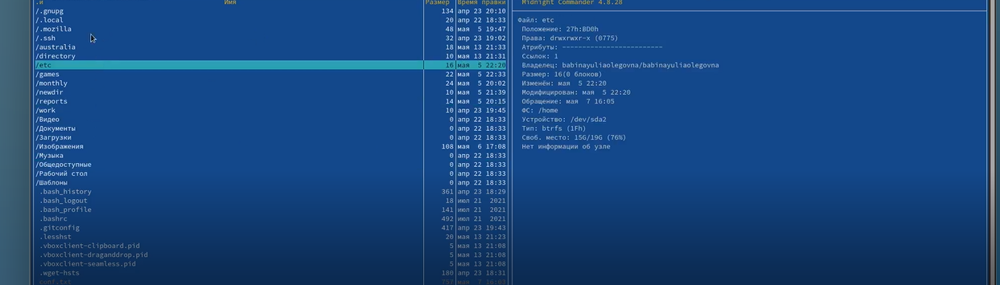 .и Имя Размер Время правки
/.gnupg 134 апр 23 20:10
/.local 20 апр 22 18:33
/.mozilla 48 мая 5 19:47
/.ssh 32 апр 23 19:02
/australia 18 мая 13 21:33
/directory 10 мая 13 21:31
/etc 16 мая 5 22:20
/games 22 мая 5 22:33
/monthly 24 мая 5 20:02
/newdir 10 мая 5 21:39
/reports 14 мая 5 20:15
/work 10 апр 23 19:45
/Видео 0 апр 22 18:33
/Документы 0 апр 22 18:33
/Загрузки 0 апр 22 18:33
/Изображения 108 мая 6 17:08
/Музыка 0 апр 22 18:33
/Общедоступные 0 апр 22 18:33
/Рабочий стол 0 апр 22 18:33
/Шаблоны 0 апр 22 18:33
.bash_history 361 апр 23 18:29
.bash_logout 18 июл 21 2021
.bash_profile 141 июл 21 2021
.bashrc 492 июл 21 2021
.gitconfig 417 апр 23 19:43
.lesshst 20 мая 13 21:23
.vboxclient-clipboard.pid 5 мая 13 21:08
.vboxclient-draganddrop.pid 5 мая 13 21:08
.vboxclient-seamless.pid 5 мая 13 21:08
.wget-hsts 180 апр 23 18:31
conf.txt 757 мая 7
Midnight Commander 4.8.28
Файл: etc
Положение: 27h:BD0h
Права: drwxrwxr-x (0775)
Атрибуты: ------------------------
Ссылок: 1
Владелец: babinayuliaolegovna/babinayuliaolegovna
Размер: 16(0 блоков)
Изменён: мая 5 22:20
Модифицирован: мая 5 22:20
Обращение: мая 7 16:05
ФС: /home
Устройство: /dev/sda2
Тип: btrfs (1Fh)
Своб. место: 15G/19G (76%)
Нет информации об узле